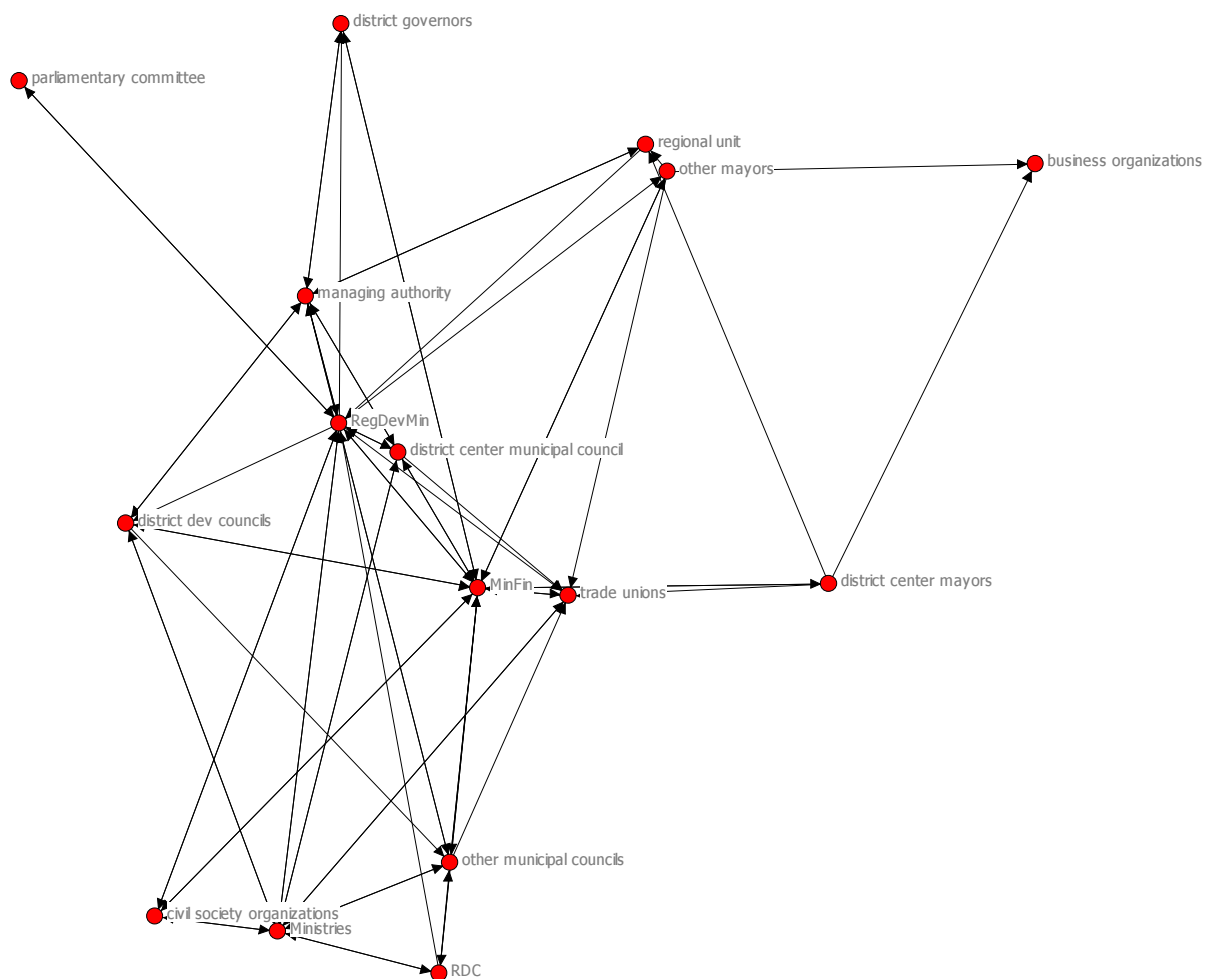 district governors
parliamentary committee
regional unit
business organizations
other mayors
managing authority
RegDevMin
district center municipal council
district dev councils
district center mayors
MinFin
trade unions
other municipal councils
civil society organizations
Ministries
RDC